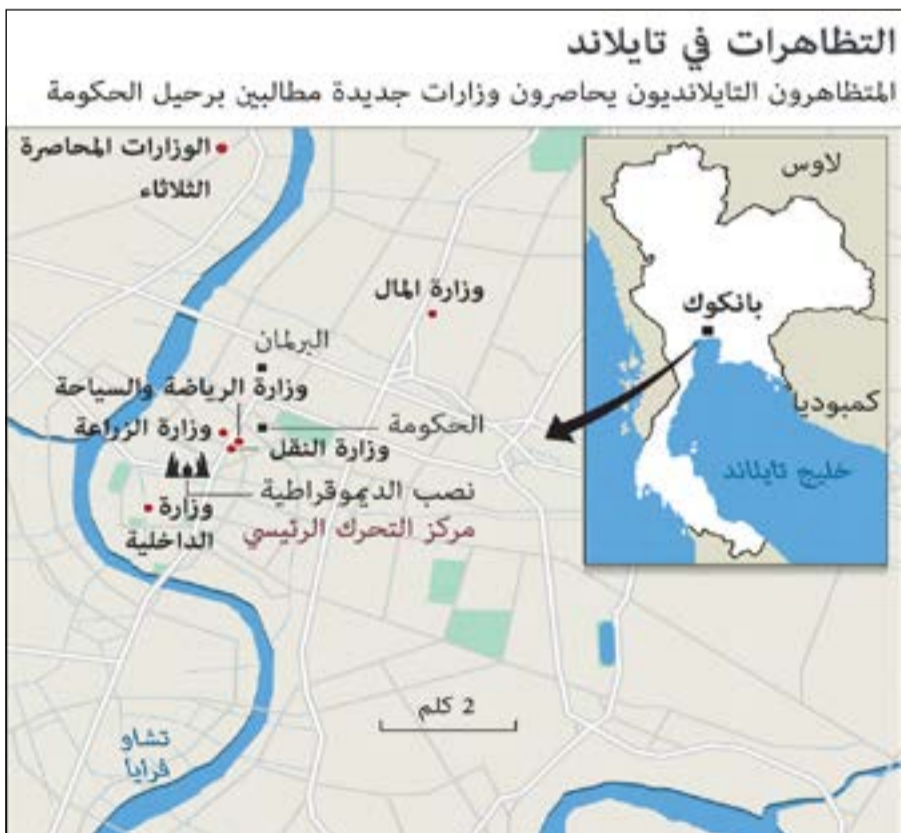 التظاهرات في تايلاند
المتظاهرون التايلانديون يحاصرون وزارات جديدة مطالبين برحيل الحكومة
الوزارات المحاصرة
الثلاثاء
لاوس
وزارة المال
بانكوك
البرلمان
وزارة الرياضة والسياحة
كمبوديا
وزارة الزراعة
الحكومة
وزارة النقل
خليج تايلاند
نصب الديموقراطية
مركز التحرك الرئيسي
وزارة
الداخلية
2 كلم
تشاو
فرايا